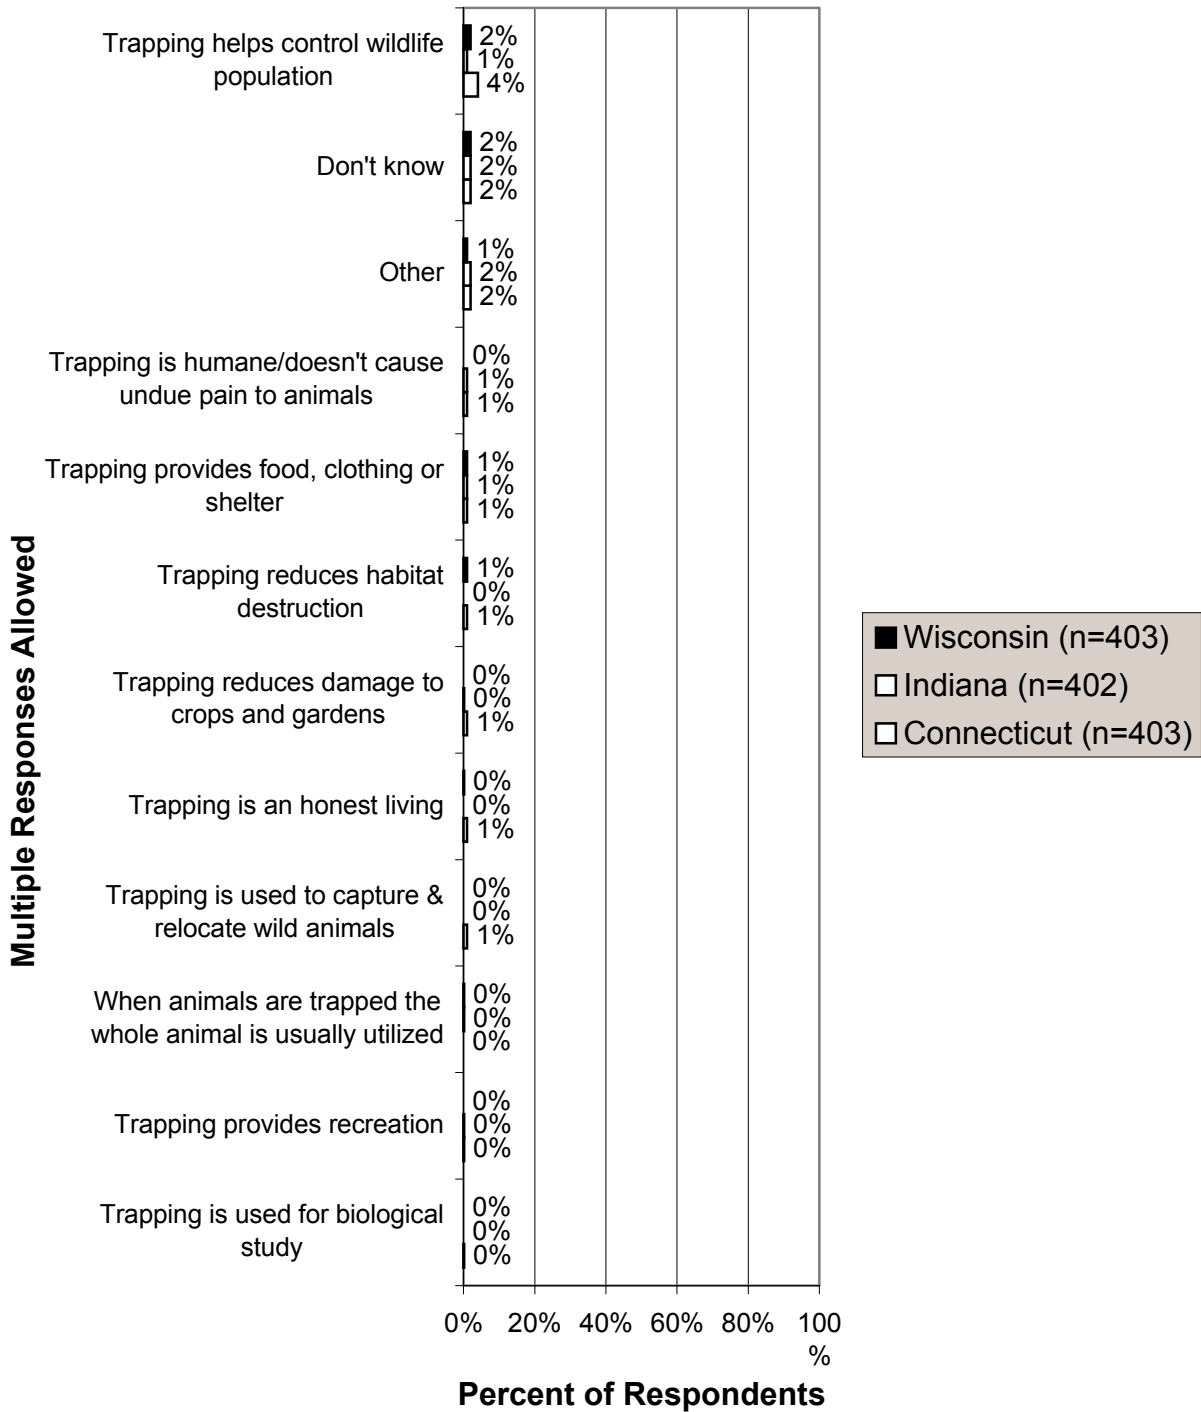 Multiple Responses Allowed
Trapping helps control wildlife
population
2%
1%
4%
Don't know
2%
2%
2%
Other
1%
2%
2%
Trapping is humane/doesn't cause
undue pain to animals
0%
1%
1%
Trapping provides food, clothing or
shelter
1%
1%
1%
Trapping reduces habitat
destruction
1%
0%
1%
Trapping reduces damage to
crops and gardens
0%
0%
1%
Trapping is an honest living
0%
0%
1%
Trapping is used to capture &
relocate wild animals
0%
0%
1%
When animals are trapped the
whole animal is usually utilized
0%
0%
0%
Trapping provides recreation
0%
0%
0%
Trapping is used for biological
study
0%
0%
0%
0% 20% 40% 60% 80% 100
%
Percent of Respondents
Wisconsin (n=403)
Indiana (n=402)
Connecticut (n=403)